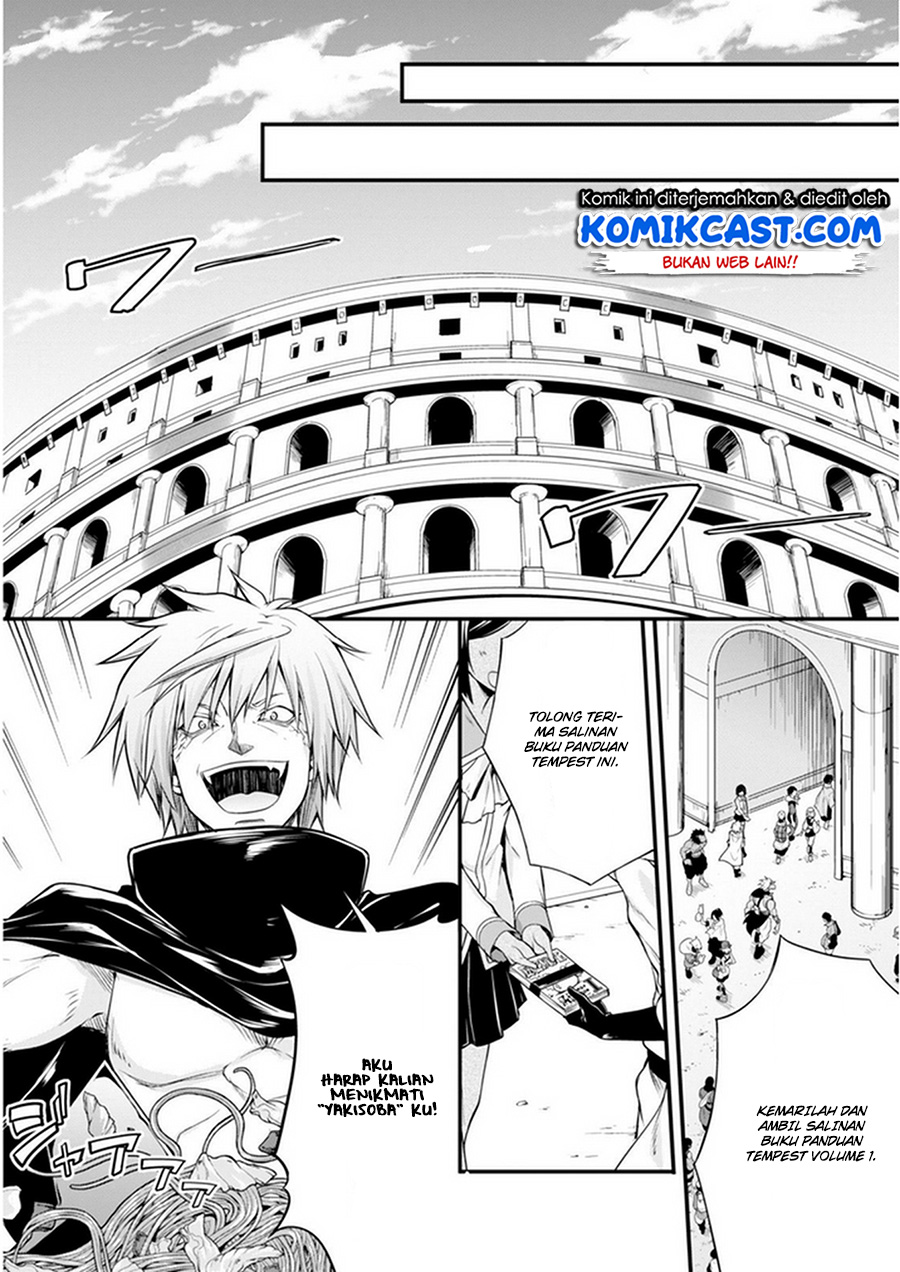 Komik ini diterjemahkan & diedit oleh
KOMIKCAST.COM
BUKAN WEB LAIN!!
ワー
ワー
KEMARILAH DAN
AMBIL SALINAN
BUKU PANDUAN
TEMPEST VOLUME 1.
TOLONG TERI-
MA SALINAN
BUKU PANDUAN
TEMPEST INI.
AKU
HARAP KALIAN
MENIKMATI
"YAKISOBA" KU!
ジャアアア